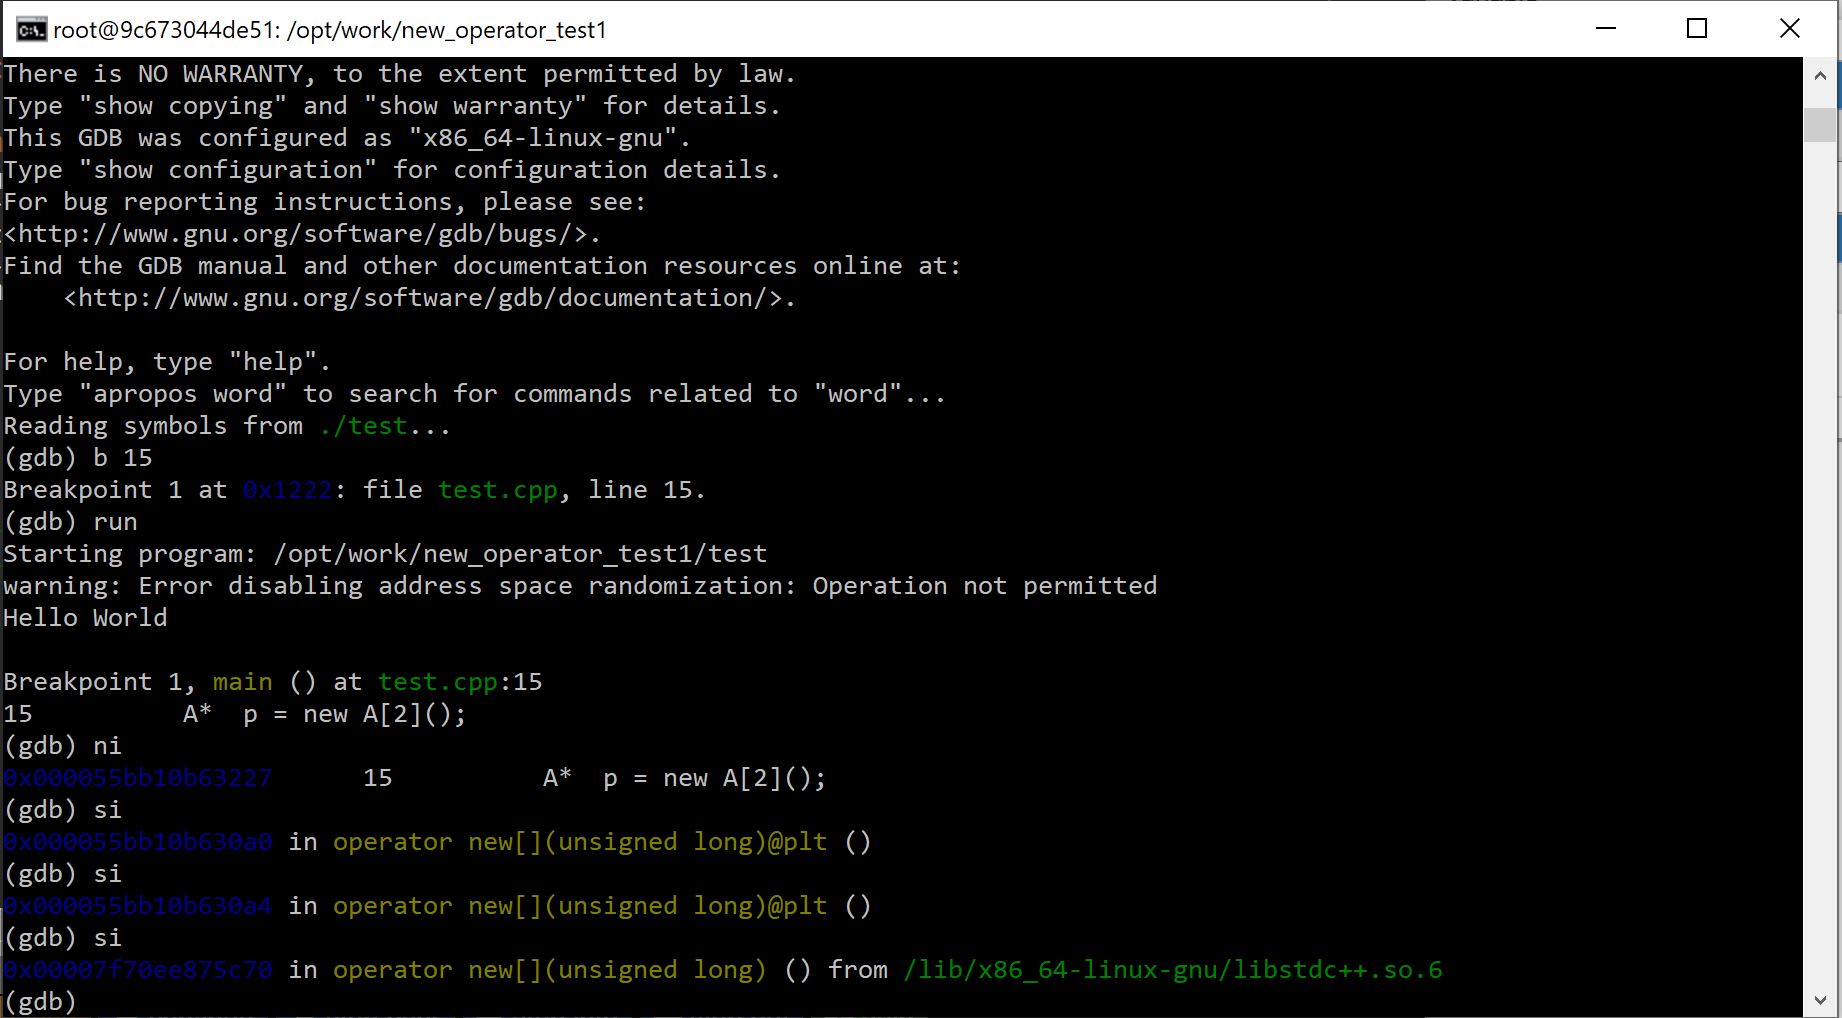 root@9c673044de51: /opt/work/new_operator_test1
There is NO WARRANTY, to the extent permitted by law.
Type "show copying" and "show warranty" for details.
This GDB was configured as "x86_64-linux-gnu".
Type "show configuration" for configuration details.
For bug reporting instructions, please see:
<http://www.gnu.org/software/gdb/bugs/>.
Find the GDB manual and other documentation resources online at:
    <http://www.gnu.org/software/gdb/documentation/>.

For help, type "help".
Type "apropos word" to search for commands related to "word"...
Reading symbols from ./test...
(gdb) b 15
Breakpoint 1 at 0x1222: file test.cpp, line 15.
(gdb) run
Starting program: /opt/work/new_operator_test1/test
warning: Error disabling address space randomization: Operation not permitted
Hello World

Breakpoint 1, main () at test.cpp:15
15          A*  p = new A[2]();
(gdb) ni
0x000055bb10b63227      15          A*  p = new A[2]();
(gdb) si
0x000055bb10b630a0 in operator new[](unsigned long)@plt ()
(gdb) si
0x000055bb10b630a4 in operator new[](unsigned long)@plt ()
(gdb) si
0x00007f70ee875c70 in operator new[](unsigned long) () from /lib/x86_64-linux-gnu/libstdc++.so.6
(gdb)